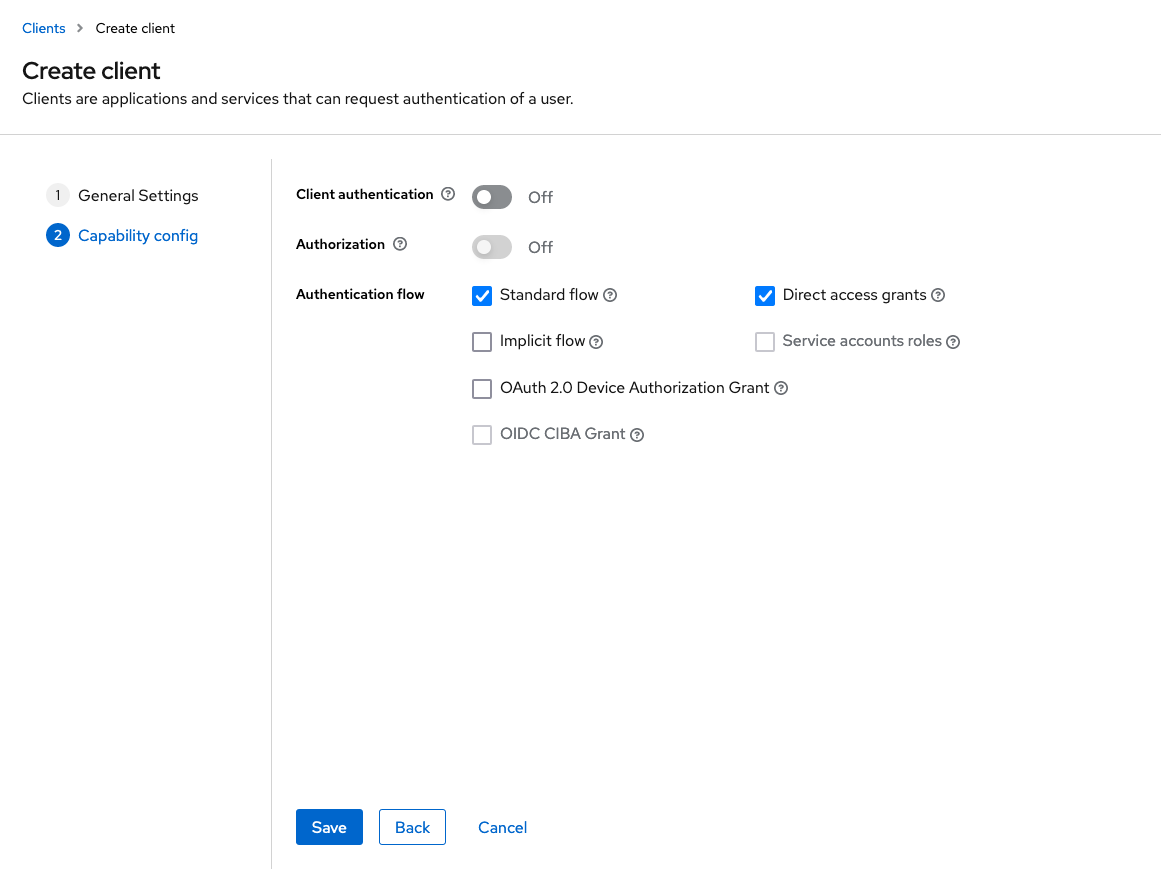 Clients > Create client
Create client
Clients are applications and services that can request authentication of a user.
1 General Settings
2 Capability config
Client authentication ? Off
Authorization ? Off
Authentication flow
Standard flow ? Direct access grants ?
Implicit flow ? Service accounts roles ?
OAuth 2.0 Device Authorization Grant ?
OIDC CIBA Grant ?
Save Back Cancel